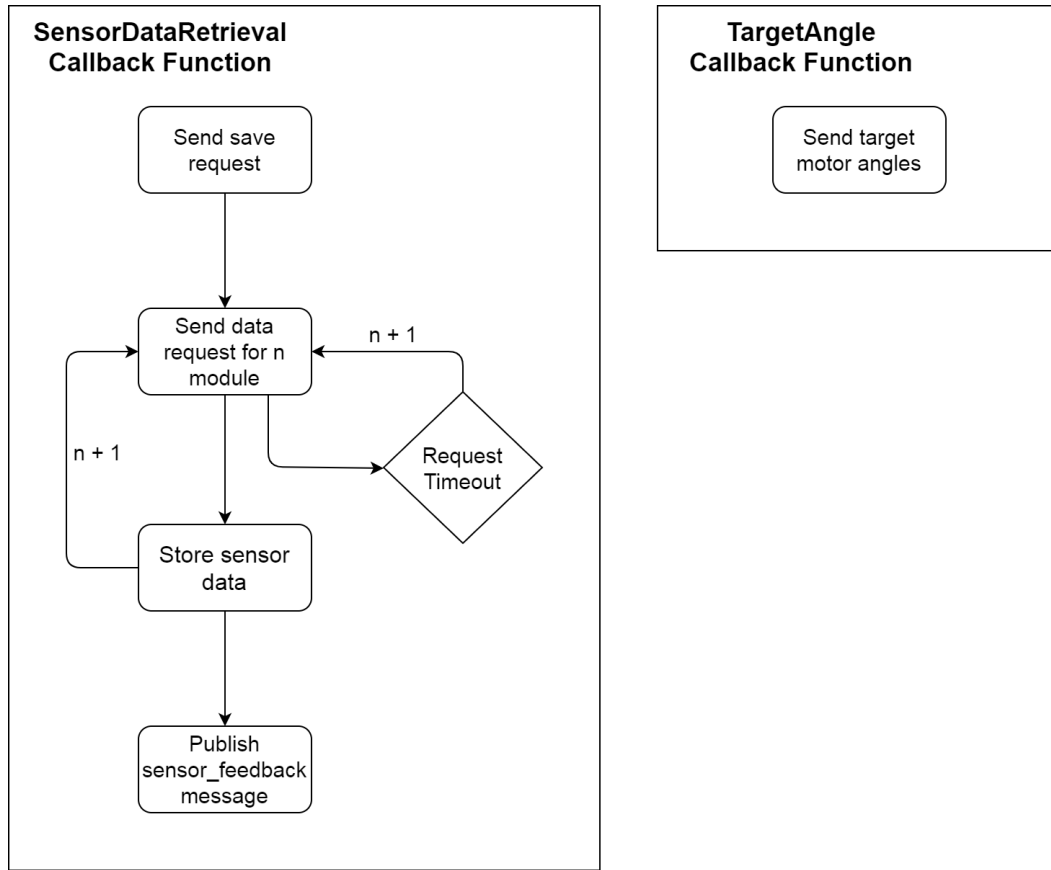 SensorDataRetrieval
Callback Function
Send save
request
Send data
request for n
module
n + 1
n + 1
Request
Timeout
Store sensor
data
Publish
sensor_feedback
message
TargetAngle
Callback Function
Send target
motor angles